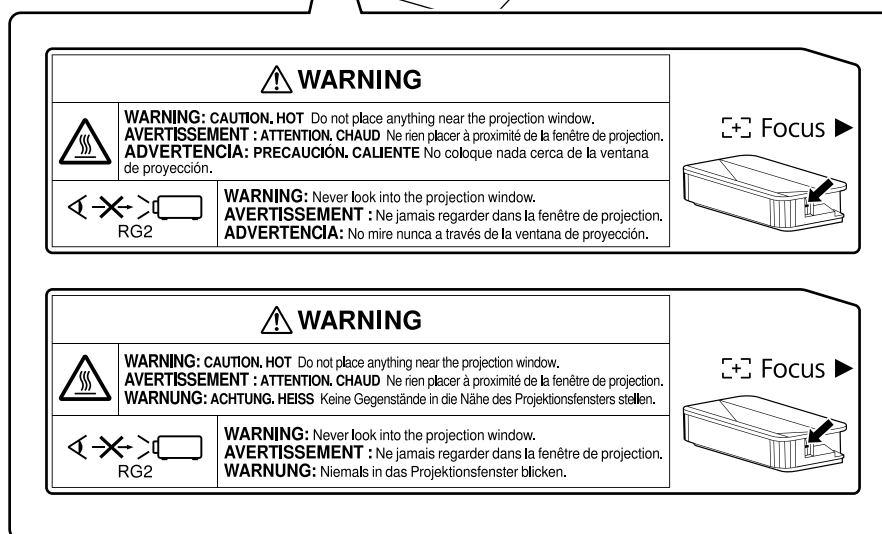 WARNING
WARNING: CAUTION. HOT Do not place anything near the projection window.
AVERTISSEMENT : ATTENTION. CHAUD Ne rien placer à proximité de la fenêtre de projection.
ADVERTENCIA: PRECAUCIÓN. CALIENTE No coloque nada cerca de la ventana
de proyección.
RG2
WARNING: Never look into the projection window.
AVERTISSEMENT : Ne jamais regarder dans la fenêtre de projection.
ADVERTENCIA: No mire nunca a través de la ventana de proyección.
[+] Focus ▶
WARNING
WARNING: CAUTION. HOT Do not place anything near the projection window.
AVERTISSEMENT : ATTENTION. CHAUD Ne rien placer à proximité de la fenêtre de projection.
WARNUNG: ACHTUNG. HEISS Keine Gegenstände in die Nähe des Projektionsfensters stellen.
RG2
WARNING: Never look into the projection window.
AVERTISSEMENT : Ne jamais regarder dans la fenêtre de projection.
WARNUNG: Niemals in das Projektionsfenster blicken.
[+] Focus ▶